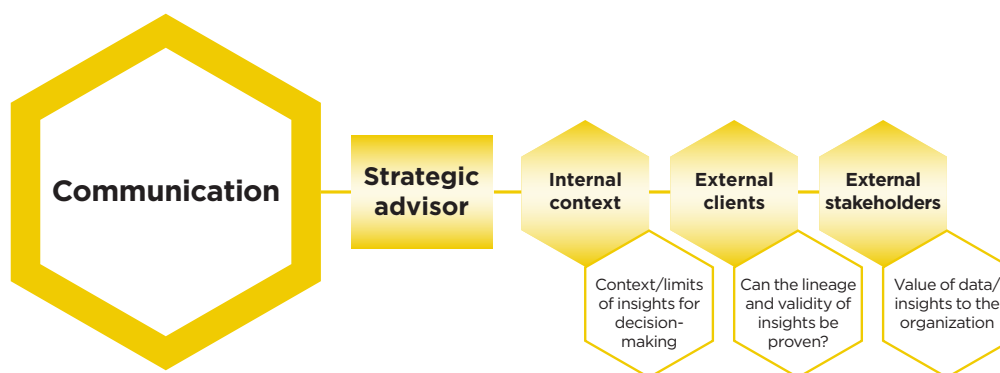 Communication
Strategic
advisor
Internal
context
External
clients
External
stakeholders
Context/limits
of insights for
decision-
making
Can the lineage
and validity of
insights be
proven?
Value of data/
insights to the
organization